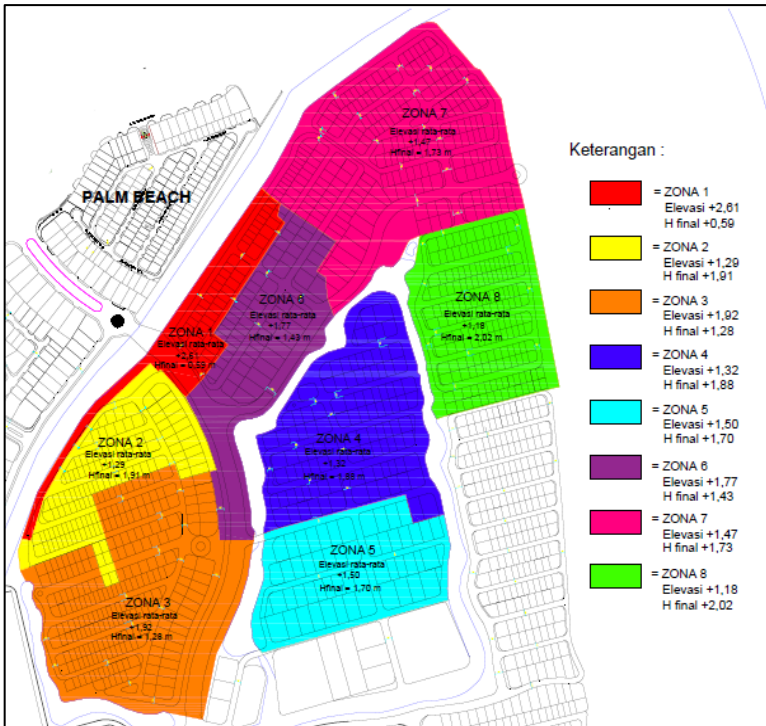 ZONA 7
Elevasi rata-rata
+1,47
Hfinal = 1,73 m
PALM BEACH
ZONA 6
Elevasi rata-rata
+1,77
Hfinal = 1,43 m
ZONA 8
Elevasi rata-rata
+1,18
Hfinal = 2,02 m
ZONA 1
Elevasi rata-rata
+2,61
Hfinal = 0,59 m
ZONA 2
Elevasi rata-rata
+1,29
Hfinal = 1,91 m
ZONA 4
Elevasi rata-rata
+1,32
Hfinal = 1,88 m
ZONA 5
Elevasi rata-rata
+1,50
Hfinal = 1,70 m
ZONA 3
Elevasi rata-rata
+1,92
Hfinal = 1,28 m
Keterangan :
= ZONA 1
Elevasi +2,61
H final +0,59
= ZONA 2
Elevasi +1,29
H final +1,91
= ZONA 3
Elevasi +1,92
H final +1,28
= ZONA 4
Elevasi +1,32
H final +1,88
= ZONA 5
Elevasi +1,50
H final +1,70
= ZONA 6
Elevasi +1,77
H final +1,43
= ZONA 7
Elevasi +1,47
H final +1,73
= ZONA 8
Elevasi +1,18
H final +2,02